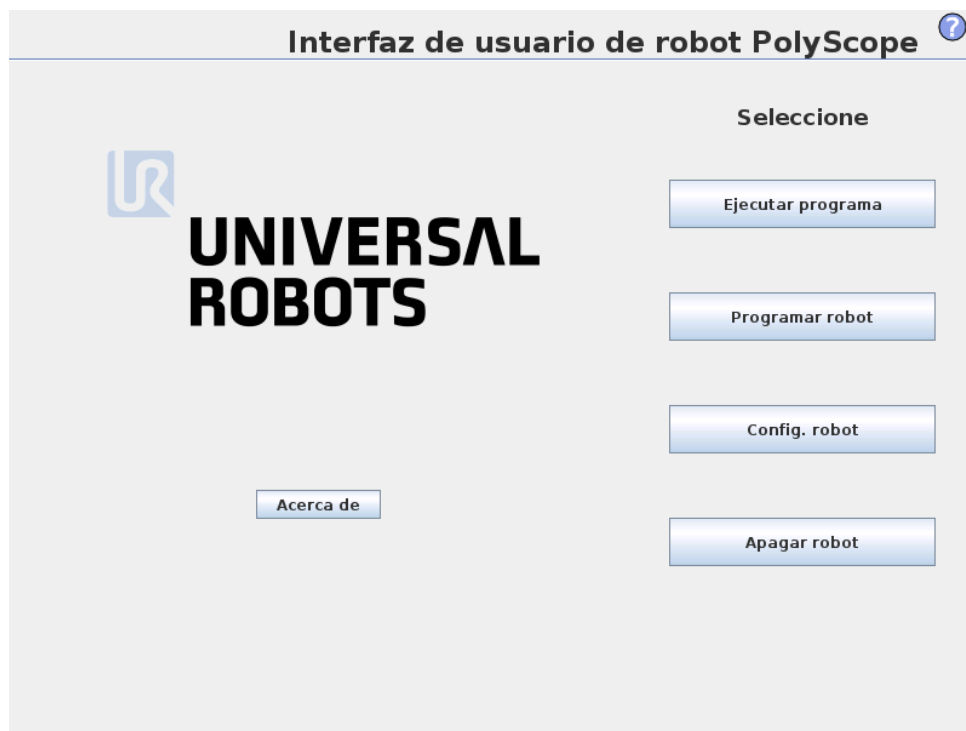 Interfaz de usuario de robot PolyScope
?
Seleccione
UR
UNIVERSAL
ROBOTS
Ejecutar programa
Programar robot
Config. robot
Acerca de
Apagar robot